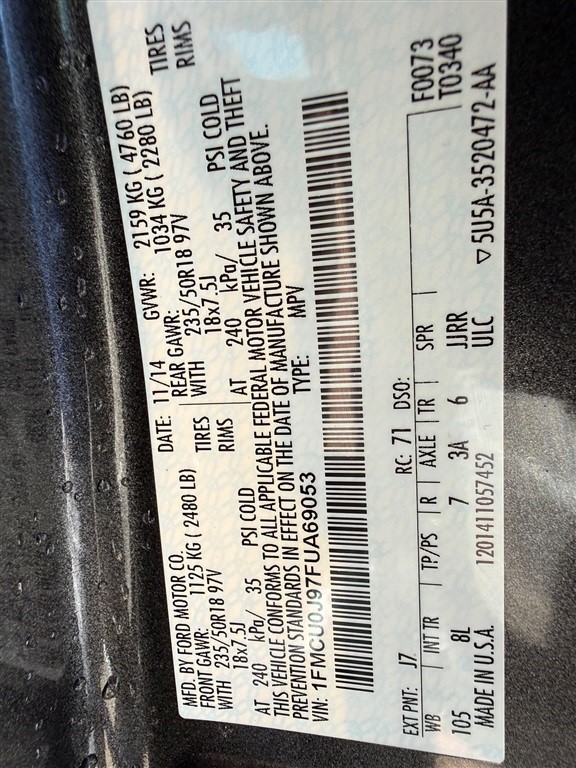 MFD. BY FORD MOTOR CO. DATE: 11/14 GVWR: 2159 KG ( 4760 LB)
FRONT GAWR: 1125 KG ( 2480 LB) REAR GAWR: 1034 KG ( 2280 LB)
WITH 235/50R18 97V TIRES WITH 235/50R18 97V TIRES
18x7.5J RIMS 18x7.5J RIMS
AT 240 kPa/ 35 PSI COLD AT 240 kPa/ 35 PSI COLD
THIS VEHICLE CONFORMS TO ALL APPLICABLE FEDERAL MOTOR VEHICLE SAFETY AND THEFT
PREVENTION STANDARDS IN EFFECT ON THE DATE OF MANUFACTURE SHOWN ABOVE.
VIN: 1FMCU0J97FUA69053 TYPE: MPV
EXT PNT: J7 RC: 71 DSO: F0073
WB INT TR TP/PS R AXLE TR SPR T0340
105 8L 7 3A 6 JJRR
MADE IN U.S.A. 1201411057452 ULC ▽5U5A-3520472-AA